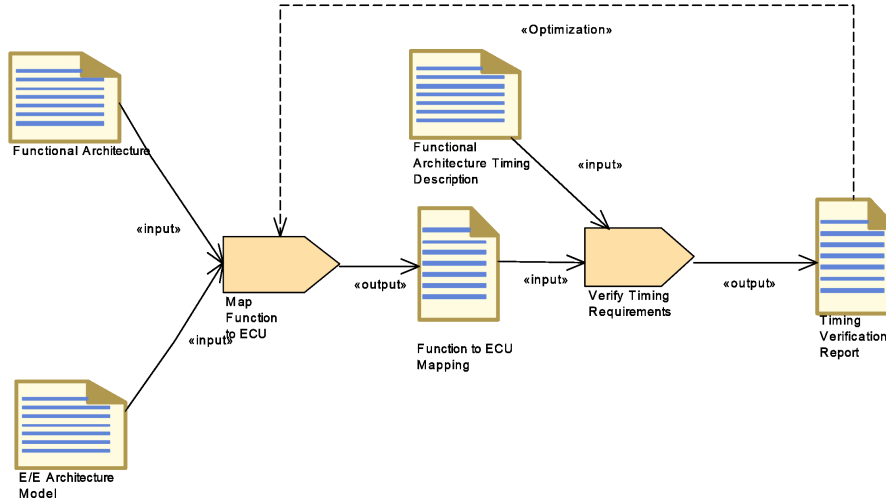 «Optimization»
Functional Architecture
Functional
Architecture Timing
Description
«input»
«input»
Map
Function
to ECU
«input»
«output»
Function to ECU
Mapping
«input»
Verify Timing
Requirements
«output»
Timing
Verification
Report
E/E Architecture
Model